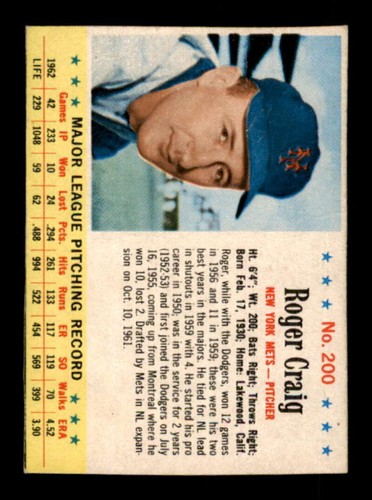 No. 200
Roger Craig
NEW YORK METS — PITCHER
Ht. 6'4"; Wt. 200; Bats Right; Throws Right;
Born Feb. 17, 1930; Home: Lakewood, Calif.
Roger, while with the Dodgers, won 12 games
in 1956 and 11 in 1959; these were his two
best years in the majors. He tied for NL lead
in shutouts in 1959 with 4. He started his pro
career in 1950; was in the service for 2 years
(1952-53) and first joined the Dodgers on July
16, 1955, coming up from Montreal where he
won 10, lost 2. Drafted by Mets in NL expan-
sion on Oct. 10, 1961.
MAJOR LEAGUE PITCHING RECORD
Games IP Won Lost Pcts. Hits Runs ER SO Walks ERA
1962 42 233 10 24 .294 261 133 117 119 70 4.52
LIFE 229 1048 59 62 .488 994 522 454 569 399 3.90